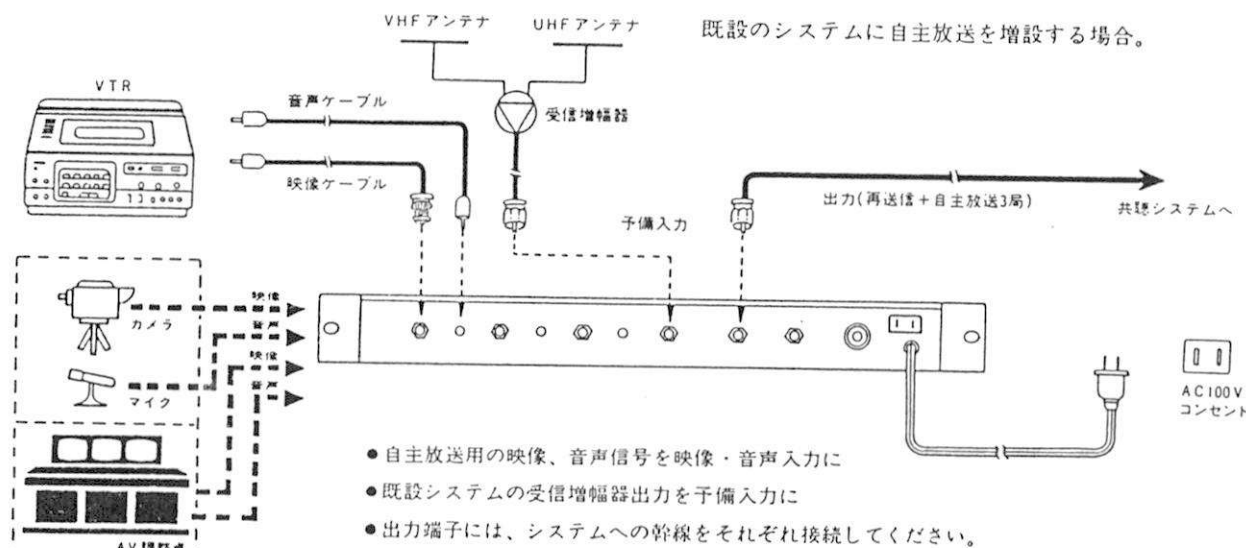 VHFアンテナ
UHFアンテナ
既設のシステムに自主放送を増設する場合。
VTR
音声ケーブル
受信増幅器
映像ケーブル
予備入力
出力(再送信+自主放送3局)
共聴システムへ
カメラ
映像
音声
映像
音声
マイク
AC100V
コンセント
●自主放送用の映像、音声信号を映像・音声入力に
●既設システムの受信増幅器出力を予備入力に
●出力端子には、システムへの幹線をそれぞれ接続してください。
AV調整卓